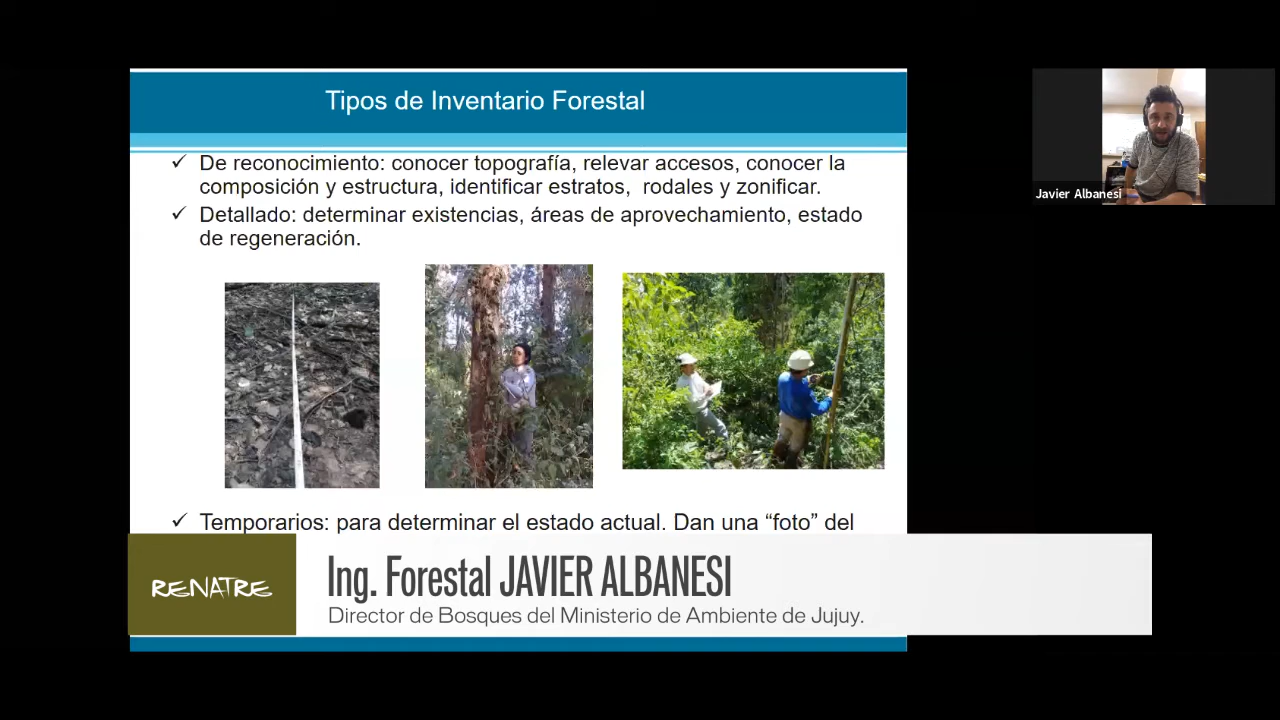 Tipos de Inventario Forestal
✓ De reconocimiento: conocer topografía, relevar accesos, conocer la
composición y estructura, identificar estratos, rodales y zonificar.
✓ Detallado: determinar existencias, áreas de aprovechamiento, estado
de regeneración.
✓ Temporarios: para determinar el estado actual. Dan una “foto” del
RENATRE
Ing. Forestal JAVIER ALBANESI
Director de Bosques del Ministerio de Ambiente de Jujuy.
Javier Albanesi